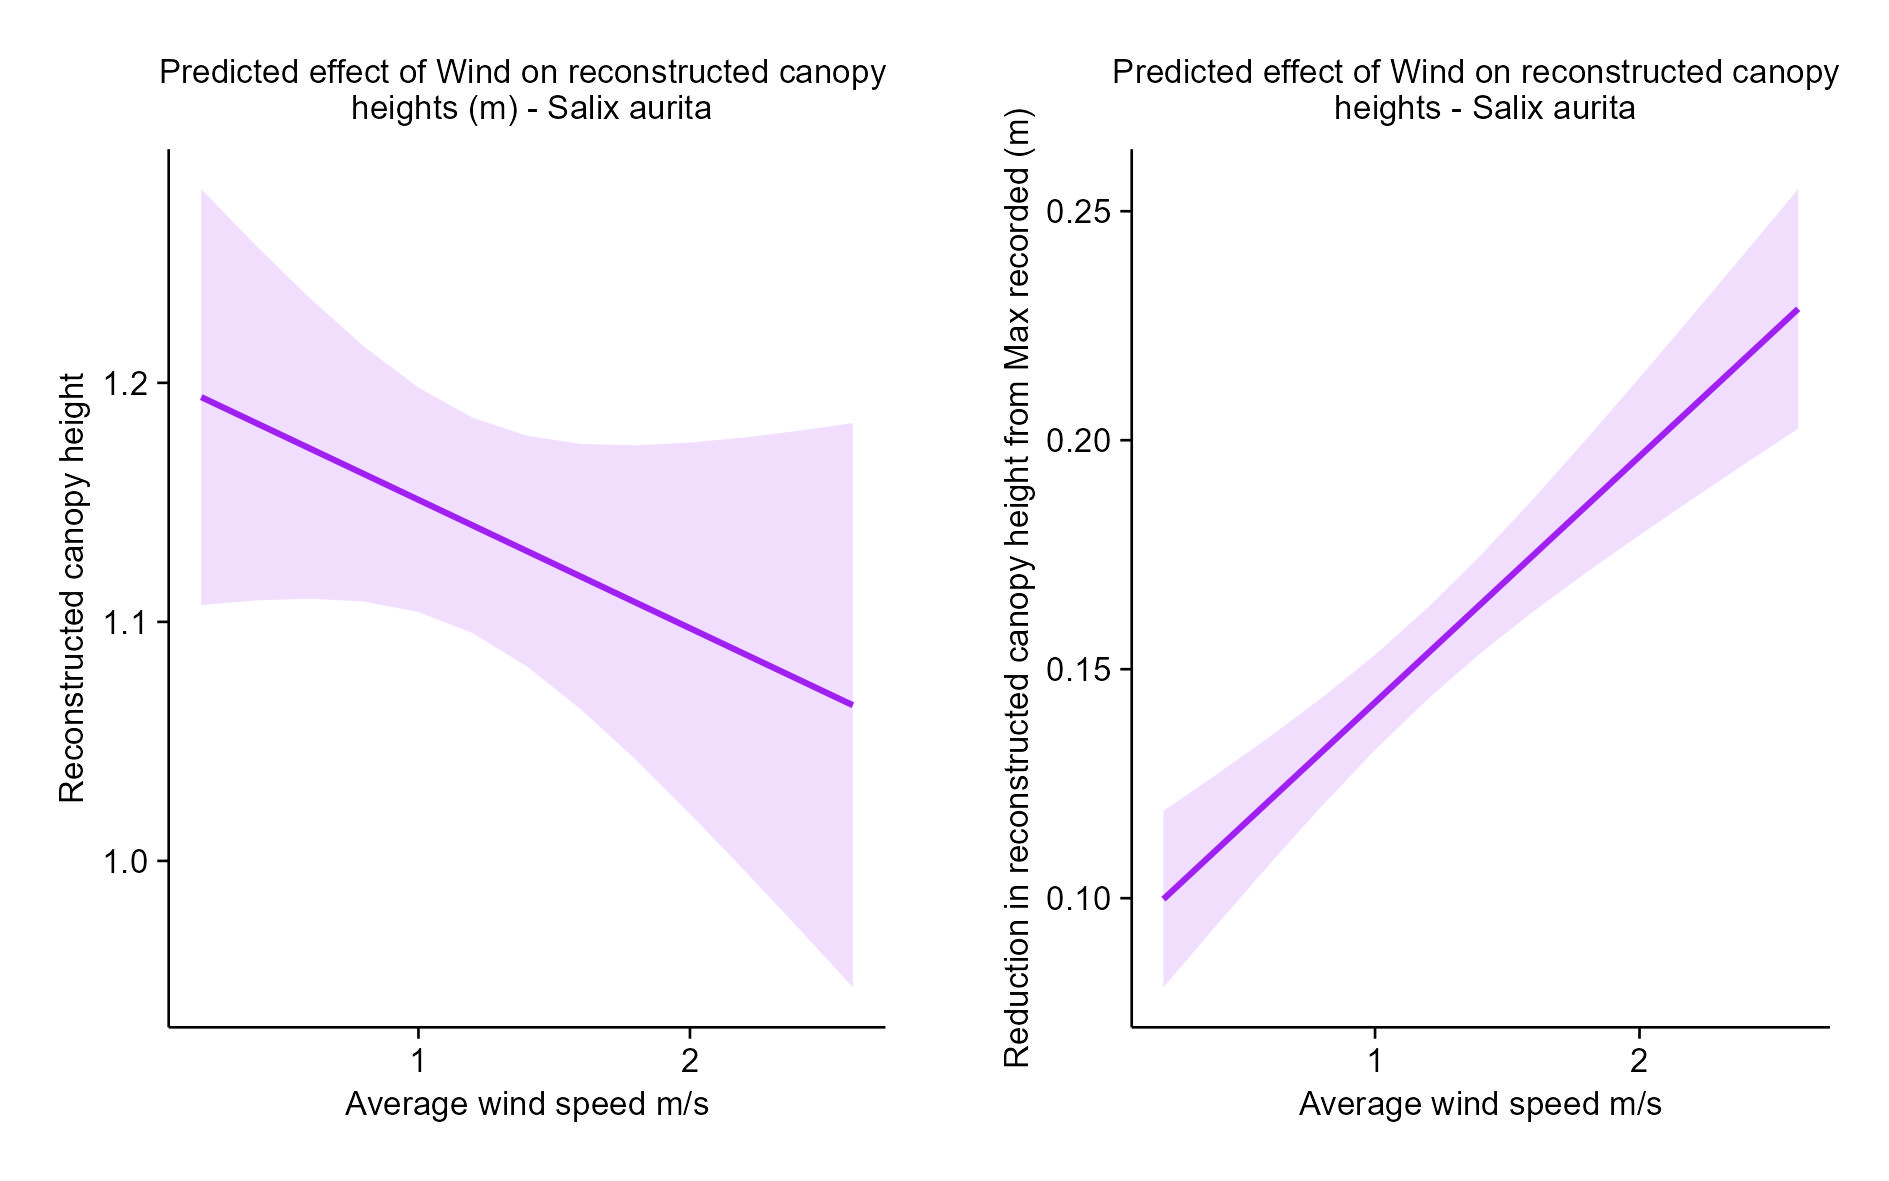 Predicted effect of Wind on reconstructed canopy
heights (m) - Salix aurita
Reconstructed canopy height
1.2
1.1
1.0
1
2
Average wind speed m/s
Predicted effect of Wind on reconstructed canopy
heights - Salix aurita
Reduction in reconstructed canopy height from Max recorded (m)
0.25
0.20
0.15
0.10
1
2
Average wind speed m/s